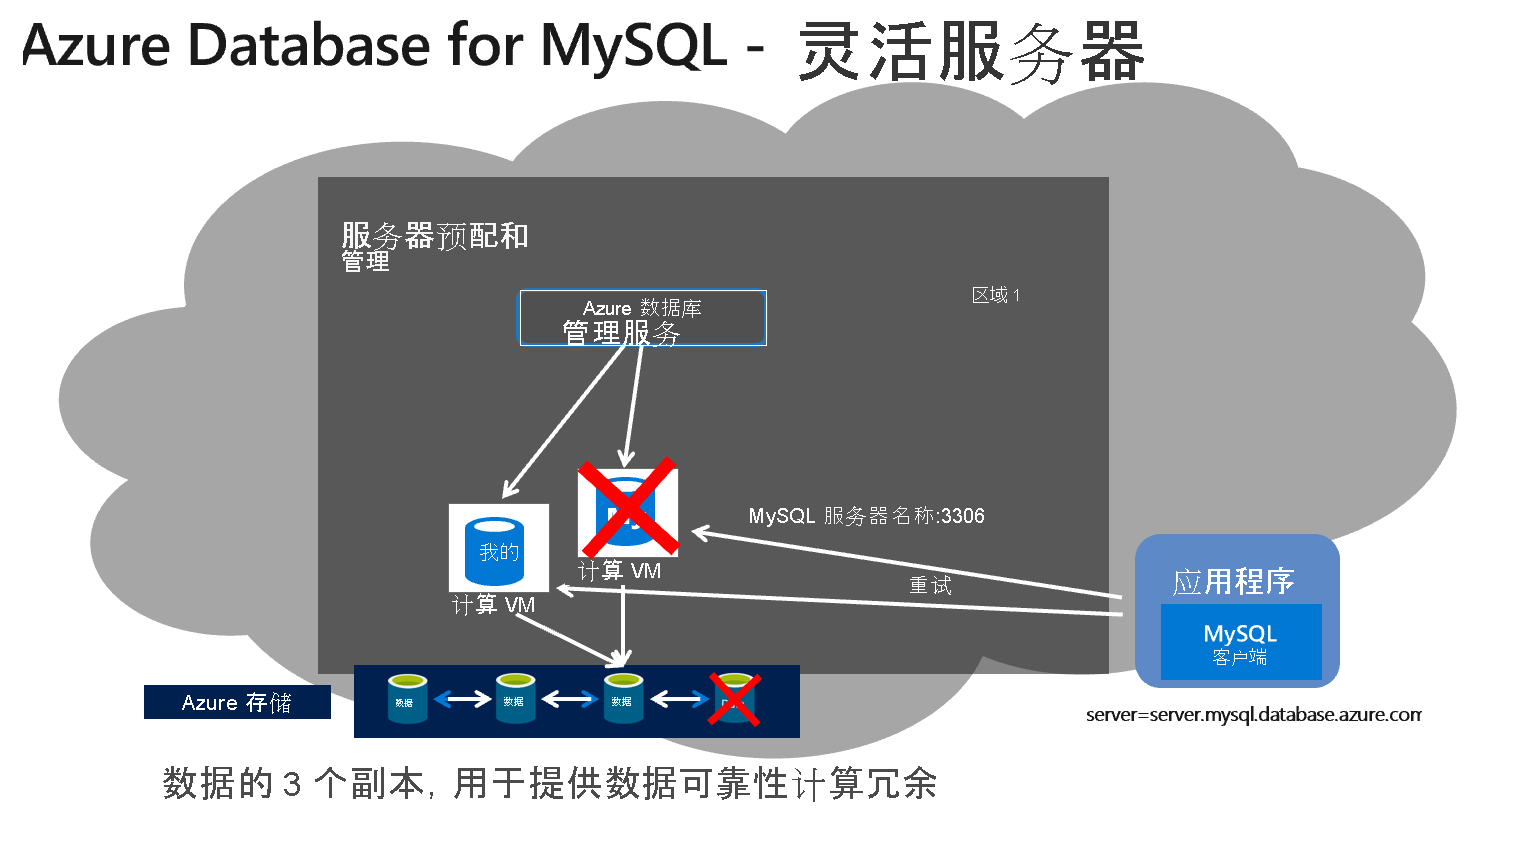 Azure Database for MySQL - 灵活服务器
服务器预配和
管理
区域 1
Azure 数据库
管理服务
MySQL 服务器名称:3306
我的
计算 VM
计算 VM
重试
应用程序
MySQL
客户端
Azure 存储
数据
数据
数据
server=server.mysql.database.azure.com
数据的 3 个副本, 用于提供数据可靠性计算冗余